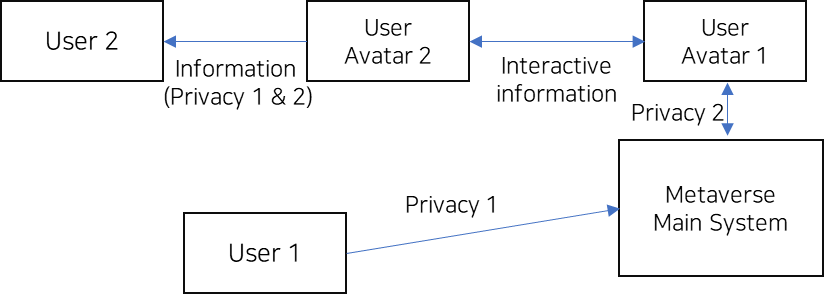 User 2
Information
(Privacy 1 & 2)
User
Avatar 2
Interactive
information
User
Avatar 1
Privacy 2
Metaverse
Main System
Privacy 1
User 1